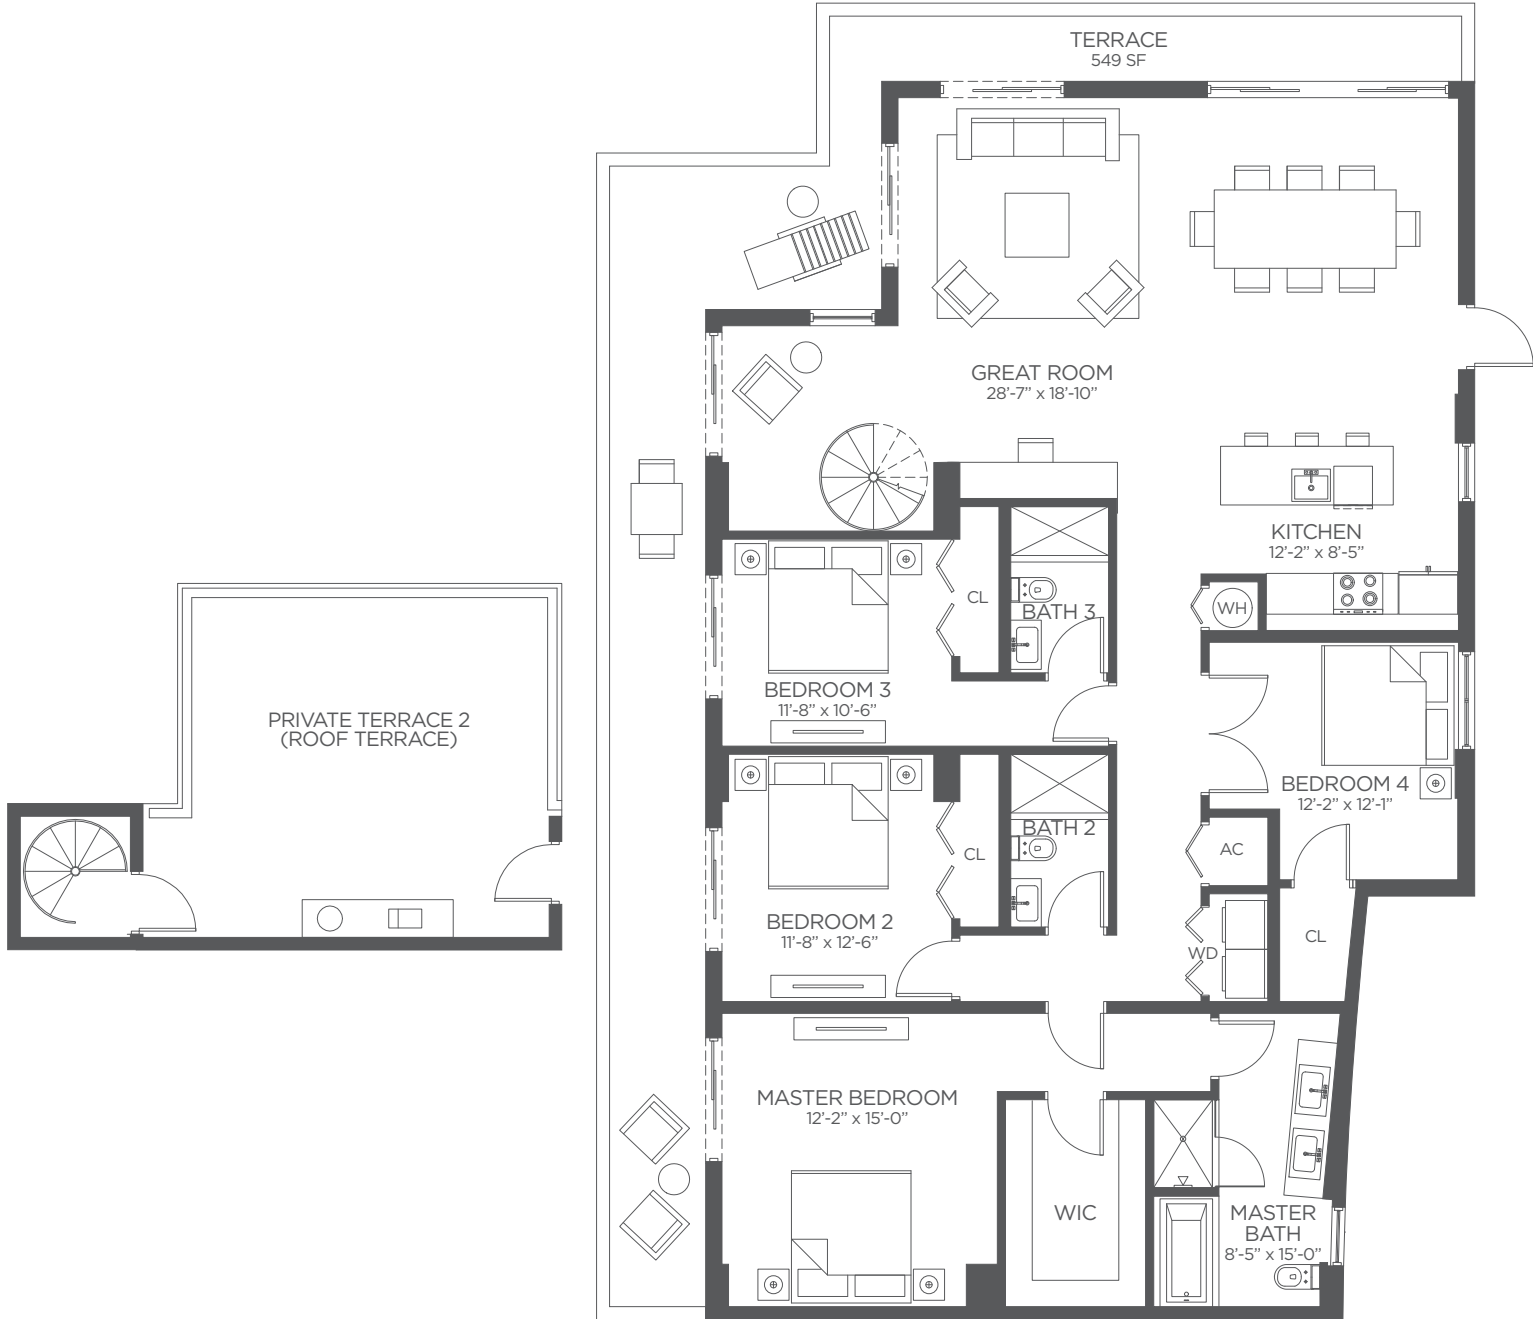 TERRACE
549 SF
GREAT ROOM
28'-7” x 18'-10”
KITCHEN
12'-2” x 8'-5”
CL
BATH 3
WH
BEDROOM 3
11'-8” x 10'-6”
PRIVATE TERRACE 2
(ROOF TERRACE)
BEDROOM 4
12'-2” x 12'-1”
BATH 2
CL
AC
BEDROOM 2
11'-8” x 12'-6”
WD
CL
MASTER BEDROOM
12'-2” x 15'-0”
WIC
MASTER
BATH
8'-5” x 15'-0”